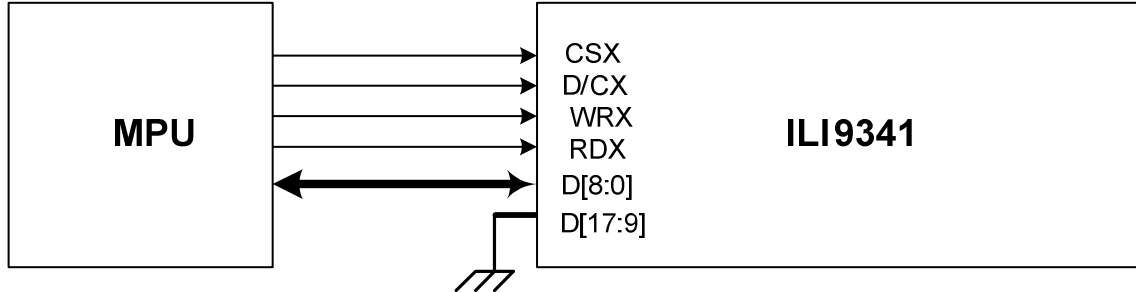 CSX
D/CX
WRX
MPU
ILI9341
RDX
D[8:0]
D[17:9]